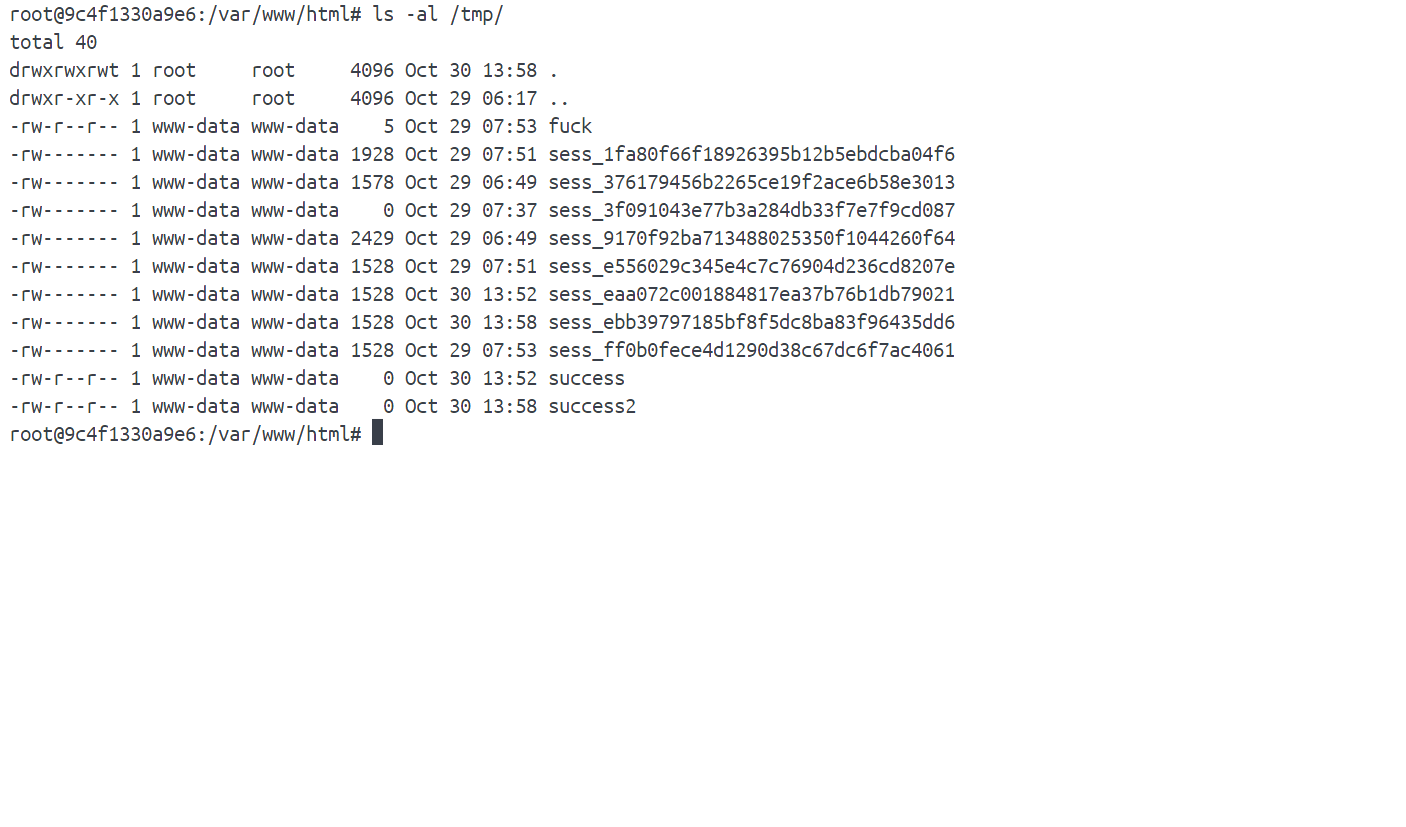 root@9c4f1330a9e6:/var/www/html# ls -al /tmp/
total 40
drwxrwxrwt 1 root     root     4096 Oct 30 13:58 .
drwxr-xr-x 1 root     root     4096 Oct 29 06:17 ..
-rw-r--r-- 1 www-data www-data    5 Oct 29 07:53 fuck
-rw------- 1 www-data www-data 1928 Oct 29 07:51 sess_1fa80f66f18926395b12b5ebdcba04f6
-rw------- 1 www-data www-data 1578 Oct 29 06:49 sess_376179456b2265ce19f2ace6b58e3013
-rw------- 1 www-data www-data    0 Oct 29 07:37 sess_3f091043e77b3a284db33f7e7f9cd087
-rw------- 1 www-data www-data 2429 Oct 29 06:49 sess_9170f92ba713488025350f1044260f64
-rw------- 1 www-data www-data 1528 Oct 29 07:51 sess_e556029c345e4c7c76904d236cd8207e
-rw------- 1 www-data www-data 1528 Oct 30 13:52 sess_eaa072c001884817ea37b76b1db79021
-rw------- 1 www-data www-data 1528 Oct 30 13:58 sess_ebb39797185bf8f5dc8ba83f96435dd6
-rw------- 1 www-data www-data 1528 Oct 29 07:53 sess_ff0b0fece4d1290d38c67dc6f7ac4061
-rw-r--r-- 1 www-data www-data    0 Oct 30 13:52 success
-rw-r--r-- 1 www-data www-data    0 Oct 30 13:58 success2
root@9c4f1330a9e6:/var/www/html#